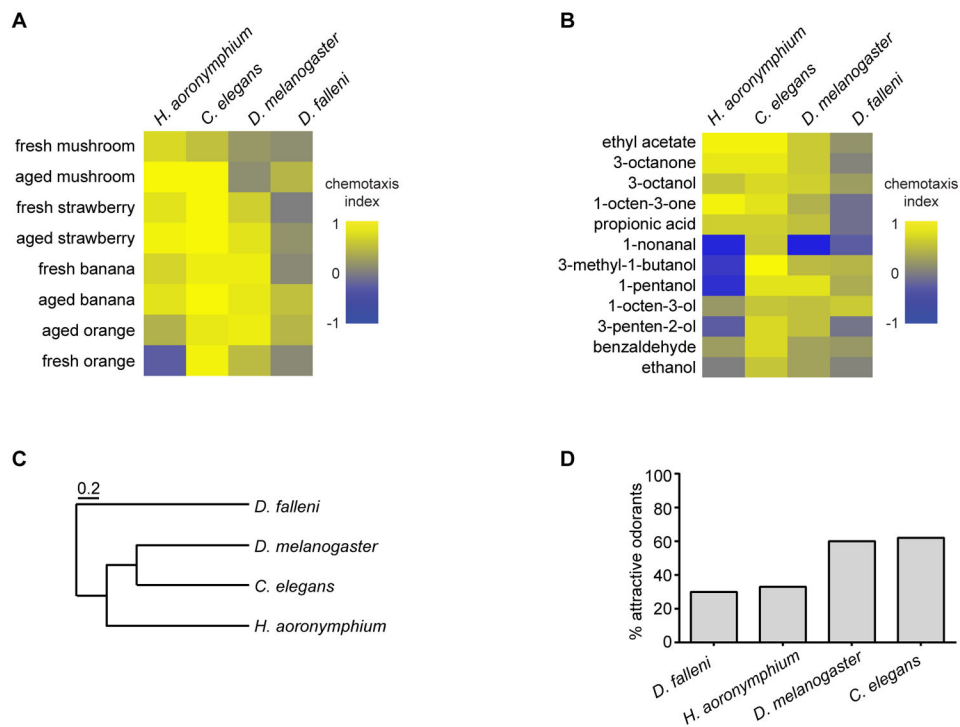 A
H. aoronymphium
C. elegans
D. melanogaster
D. falleni
fresh mushroom
aged mushroom
fresh strawberry
aged strawberry
fresh banana
aged banana
aged orange
fresh orange
chemotaxis
index
1
0
-1
B
H. aoronymphium
C. elegans
D. melanogaster
D. falleni
ethyl acetate
3-octanone
3-octanol
1-octen-3-one
propionic acid
1-nonanal
3-methyl-1-butanol
1-pentanol
1-octen-3-ol
3-penten-2-ol
benzaldehyde
ethanol
chemotaxis
index
1
0
-1
C
0.2
D. falleni
D. melanogaster
C. elegans
H. aoronymphium
D
% attractive odorants
100
80
60
40
20
0
D. falleni
H. aoronymphium
D. melanogaster
C. elegans